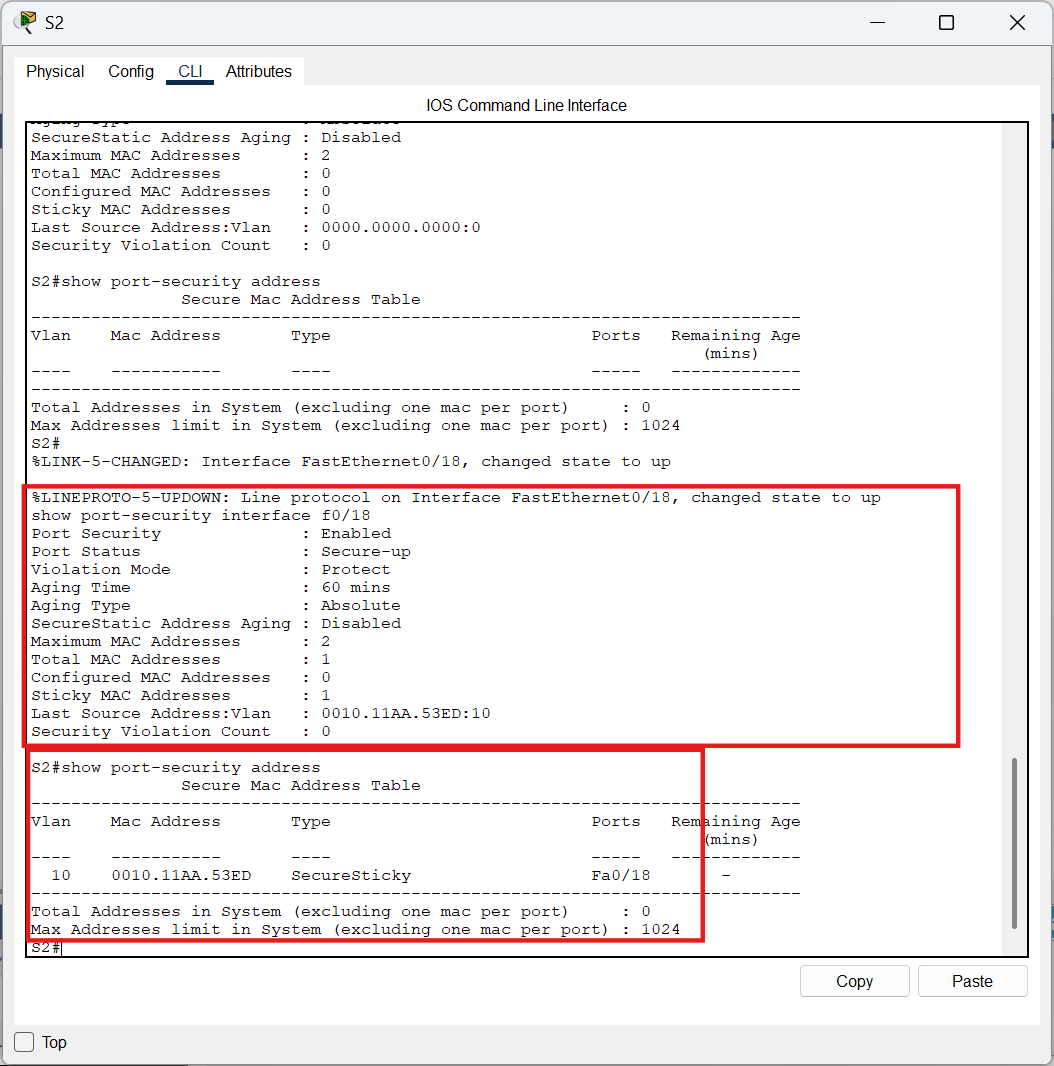 S2
Physical Config CLI Attributes
IOS Command Line Interface
SecureStatic Address Aging : Disabled
Maximum MAC Addresses      : 2
Total MAC Addresses        : 0
Configured MAC Addresses   : 0
Sticky MAC Addresses       : 0
Last Source Address:Vlan   : 0000.0000.0000:0
Security Violation Count   : 0
S2#show port-security address
               Secure Mac Address Table
-----------------------------------------------------------------------------
Vlan    Mac Address       Type                          Ports   Remaining Age
                                                                   (mins)
----    -----------       ----                          -----   -------------
-----------------------------------------------------------------------------
Total Addresses in System (excluding one mac per port)     : 0
Max Addresses limit in System (excluding one mac per port) : 1024
S2#
%LINK-5-CHANGED: Interface FastEthernet0/18, changed state to up
%LINEPROTO-5-UPDOWN: Line protocol on Interface FastEthernet0/18, changed state to up
show port-security interface f0/18
Port Security              : Enabled
Port Status                : Secure-up
Violation Mode             : Protect
Aging Time                 : 60 mins
Aging Type                 : Absolute
SecureStatic Address Aging : Disabled
Maximum MAC Addresses      : 2
Total MAC Addresses        : 1
Configured MAC Addresses   : 0
Sticky MAC Addresses       : 1
Last Source Address:Vlan   : 0010.11AA.53ED:10
Security Violation Count   : 0
S2#show port-security address
               Secure Mac Address Table
-----------------------------------------------------------------------------
Vlan    Mac Address       Type                          Ports   Remaining Age
                                                                   (mins)
----    -----------       ----                          -----   -------------
  10    0010.11AA.53ED    SecureSticky                  Fa0/18       -
-----------------------------------------------------------------------------
Total Addresses in System (excluding one mac per port)     : 0
Max Addresses limit in System (excluding one mac per port) : 1024
S2#
Copy Paste
Top